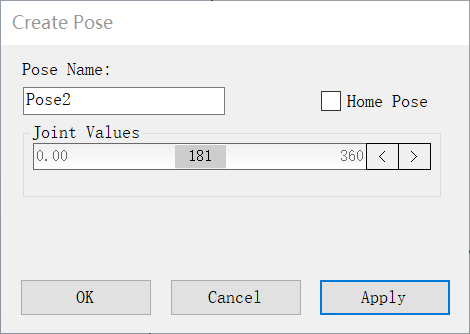 Create Pose
Pose Name:
Pose2
Home Pose
Joint Values
0.00 181 360 < >
OK Cancel Apply